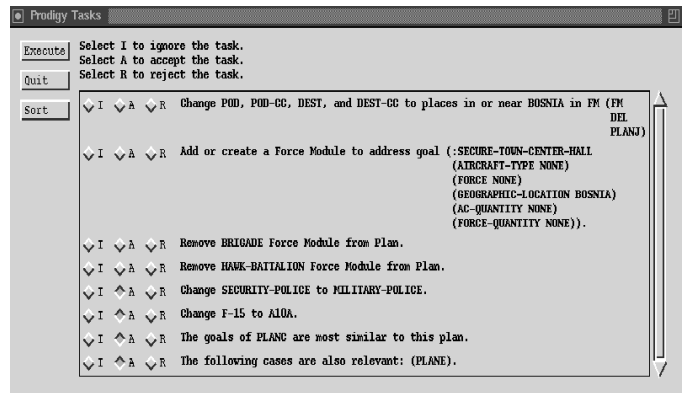 Prodigy Tasks
Execute
Quit
Sort
Select I to ignore the task.
Select A to accept the task.
Select R to reject the task.
I A R Change POD, POD-CC, DEST, and DEST-CC to places in or near BOSNIA in FM (FM
DEL
PLANJ)
I A R Add or create a Force Module to address goal (:SECURE-TOWN-CENTER-HALL
(AIRCRAFT-TYPE NONE)
(FORCE NONE)
(GEOGRAPHIC-LOCATION BOSNIA)
(AC-QUANTITY NONE)
(FORCE-QUANTITY NONE)).
I A R Remove BRIGADE Force Module from Plan.
I A R Remove HAWK-BATTALION Force Module from Plan.
I A R Change SECURITY-POLICE to MILITARY-POLICE.
I A R Change F-15 to A10A.
I A R The goals of PLANC are most similar to this plan.
I A R The following cases are also relevant: (PLANE).